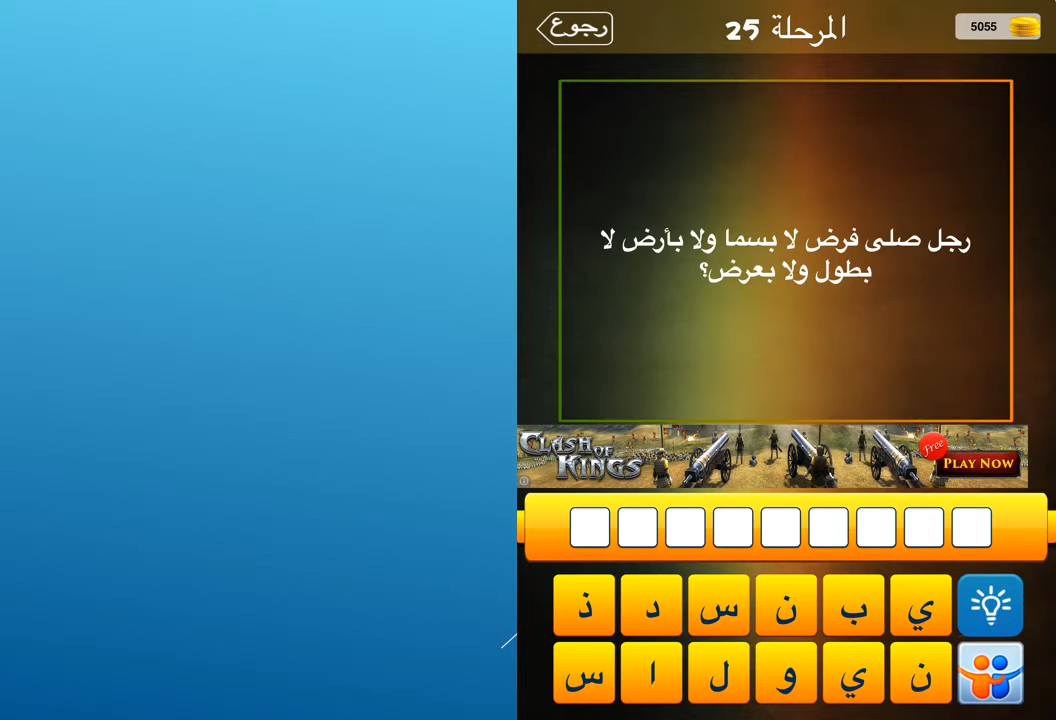 رجوع
المرحلة 25
5055
رجل صلى فرض لا بسما ولا بأرض لا
بطول ولا بعرض؟
CLASH OF KINGS
Free
PLAY NOW
ي ب ن س د ذ
ن ي و ل ا س